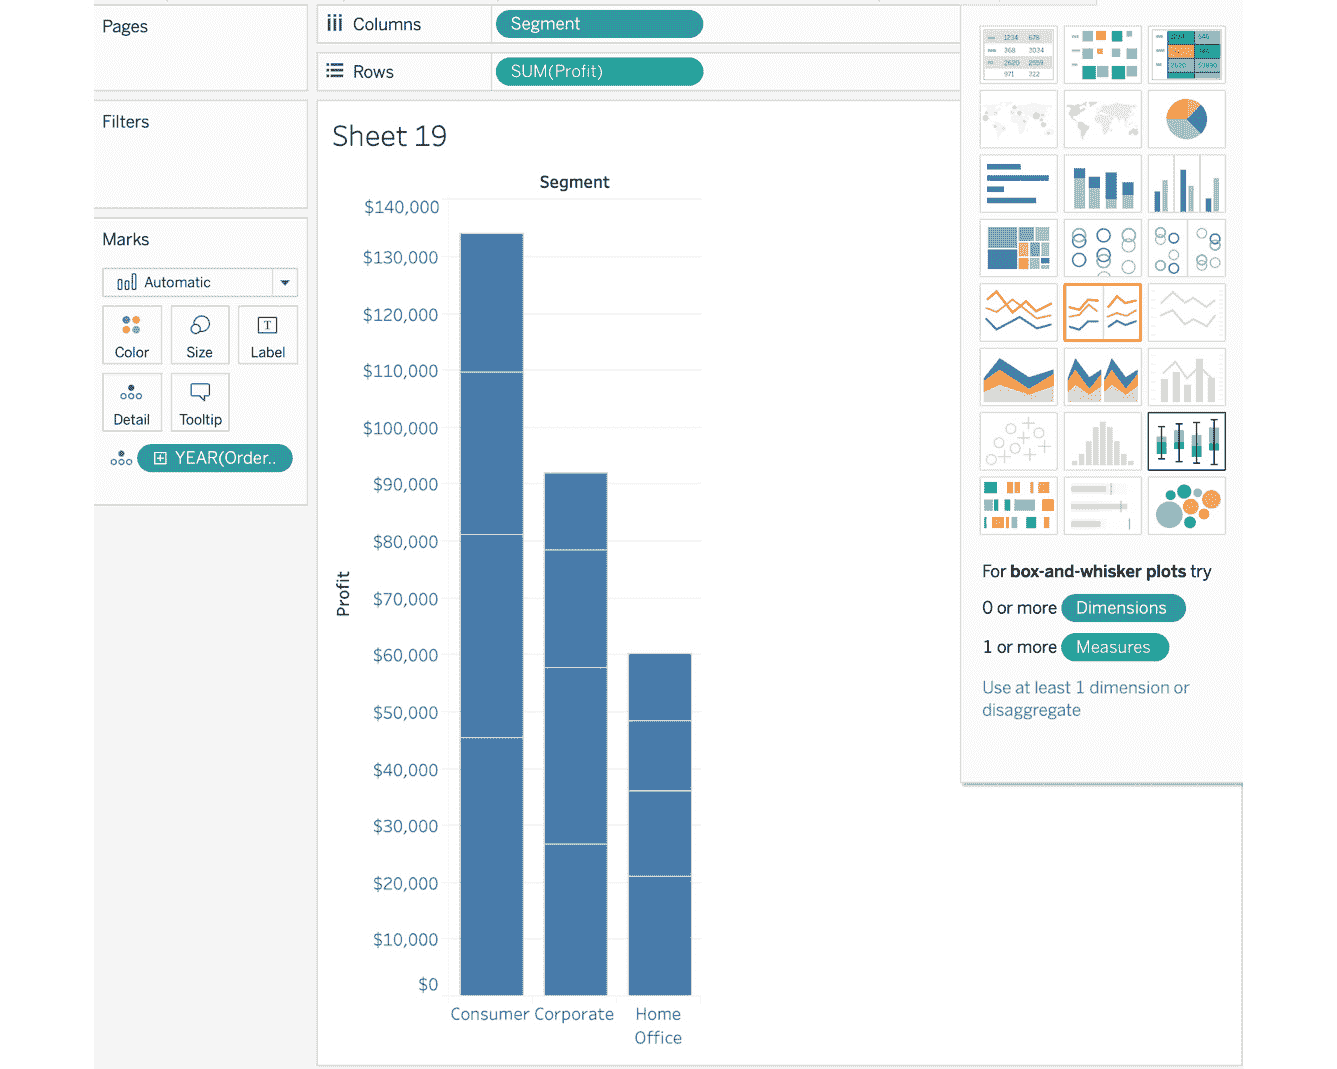 Pages
Columns
Segment
Rows
SUM(Profit)
Filters
Marks
Automatic
Color
Size
Label
Detail
Tooltip
YEAR(Order..
Sheet 19
Segment
$140,000
$130,000
$120,000
$110,000
$100,000
$90,000
$80,000
$70,000
$60,000
$50,000
$40,000
$30,000
$20,000
$10,000
$0
Profit
Consumer
Corporate
Home
Office
For box-and-whisker plots try
0 or more Dimensions
1 or more Measures
Use at least 1 dimension or
disaggregate